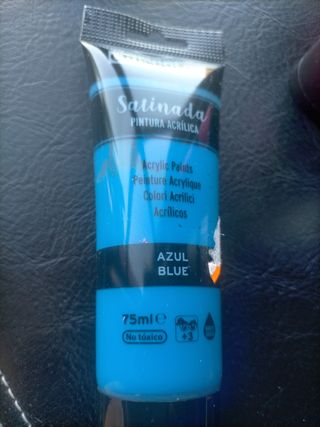 Satinada
PINTURA ACRÍLICA
Acrylic Paints
Peinture Acrylique
Colori Acrilici
Acrílicos
AZUL
BLUE
75ml e
No tóxico
+3